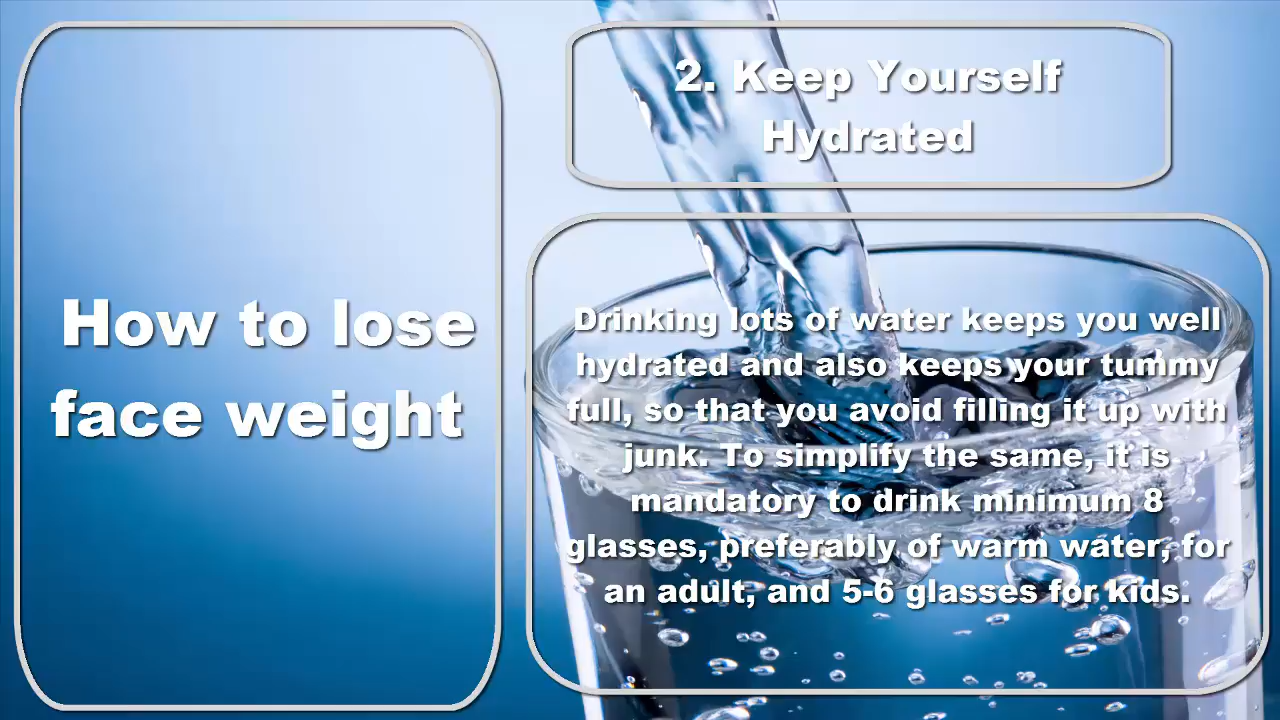 How to lose
face weight
2. Keep Yourself
Hydrated
Drinking lots of water keeps you well
hydrated and also keeps your tummy
full, so that you avoid filling it up with
junk. To simplify the same, it is
mandatory to drink minimum 8
glasses, preferably of warm water, for
an adult, and 5-6 glasses for kids.